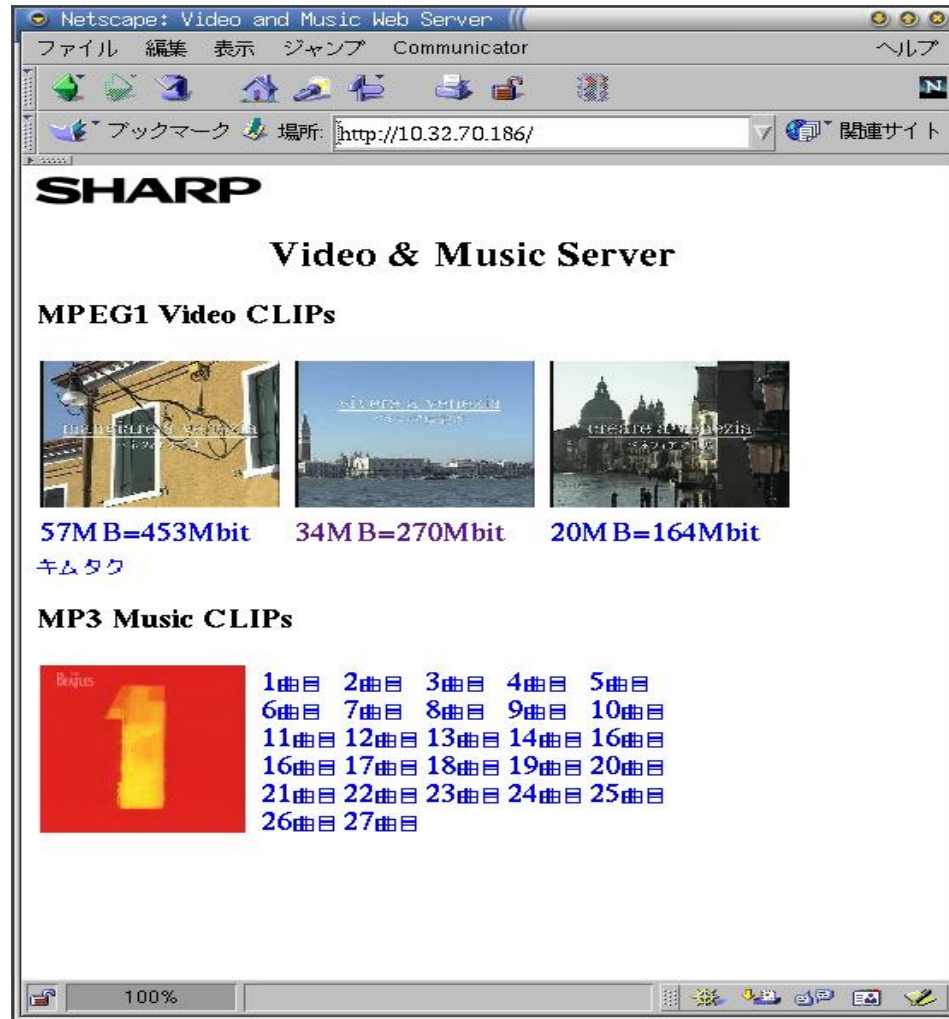 Netscape: Video and Music Web Server
ファイル 編集 表示 ジャンプ Communicator ヘルプ
N
ブックマーク 場所: http://10.32.70.186/ 関連サイト
SHARP
Video & Music Server
MPEG1 Video CLIPs
mangiare a venezia
vivere a venezia
creare a venezia
57MB=453Mbit 34MB=270Mbit 20MB=164Mbit
キムタク
MP3 Music CLIPs
BEATLES
1
1曲目 2曲目 3曲目 4曲目 5曲目
6曲目 7曲目 8曲目 9曲目 10曲目
11曲目 12曲目 13曲目 14曲目 16曲目
16曲目 17曲目 18曲目 19曲目 20曲目
21曲目 22曲目 23曲目 24曲目 25曲目
26曲目 27曲目
100%